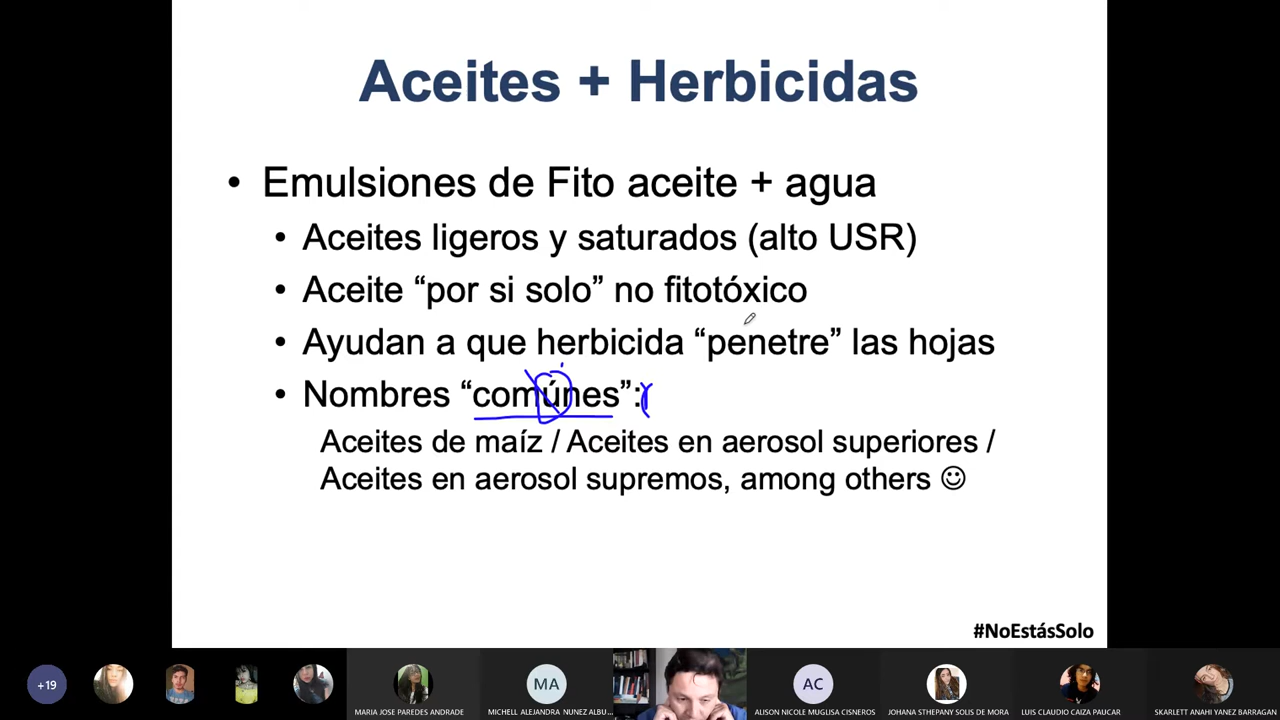 Aceites + Herbicidas
• Emulsiones de Fito aceite + agua
• Aceites ligeros y saturados (alto USR)
• Aceite “por si solo” no fitotóxico
• Ayudan a que herbicida “penetre” las hojas
• Nombres “comúnes”:
Aceites de maíz / Aceites en aerosol superiores /
Aceites en aerosol supremos, among others ☺
#NoEstásSolo
+19
MA
AC
MARIA JOSE PAREDES ANDRADE
MICHELL ALEJANDRA NUNEZ ALBU...
ALISON NICOLE MUGLISA CISNEROS
JOHANA STHEPANY SOLIS DE MORA
LUIS CLAUDIO CAIZA PAUCAR
SKARLETT ANAHI YANEZ BARRAGAN